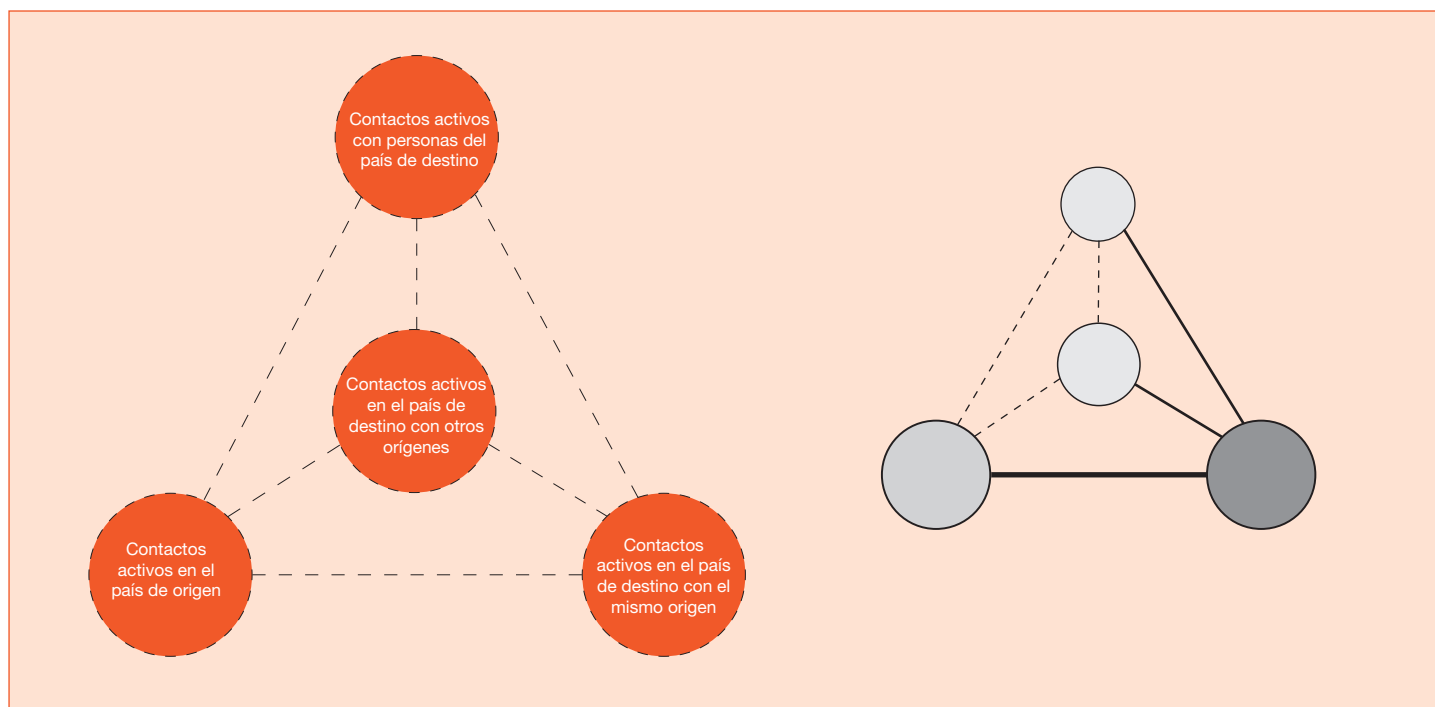 Contactos activos
con personas del
país de destino
Contactos activos
en el país de
destino con otros
orígenes
Contactos
activos en el
país de origen
Contactos
activos en el país
de destino con el
mismo origen